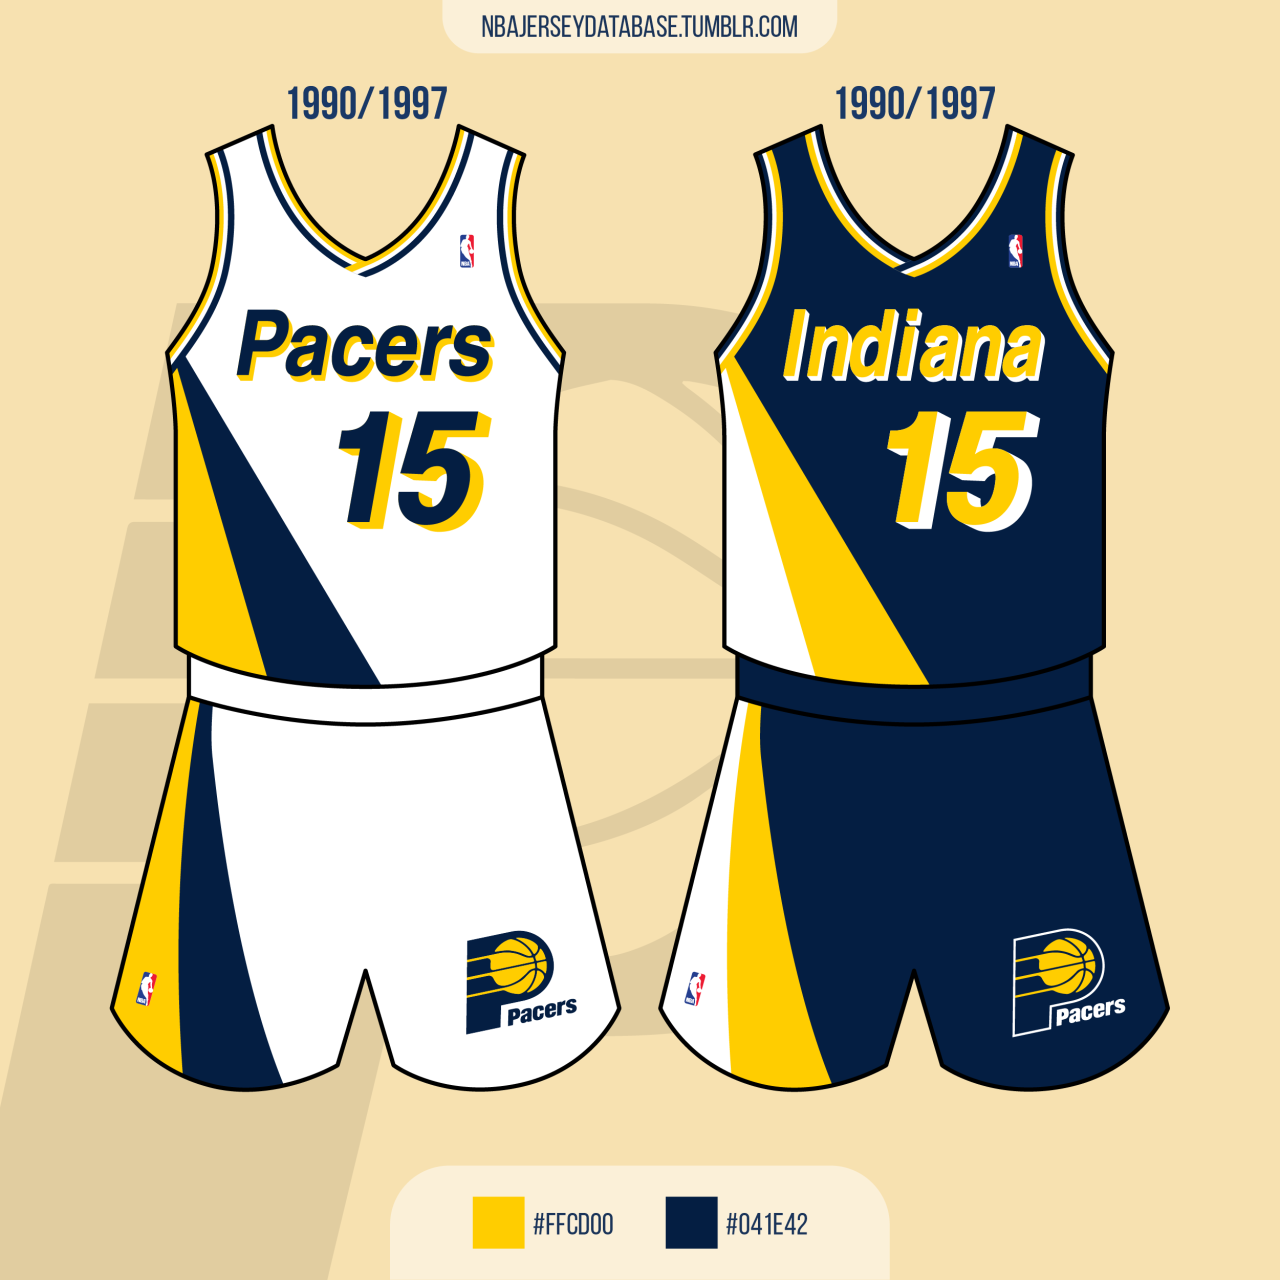 NBAJERSEYDATABASE.TUMBLR.COM
1990/1997
1990/1997
Pacers
15
Indiana
15
Pacers
Pacers
#FFCD00
#041E42